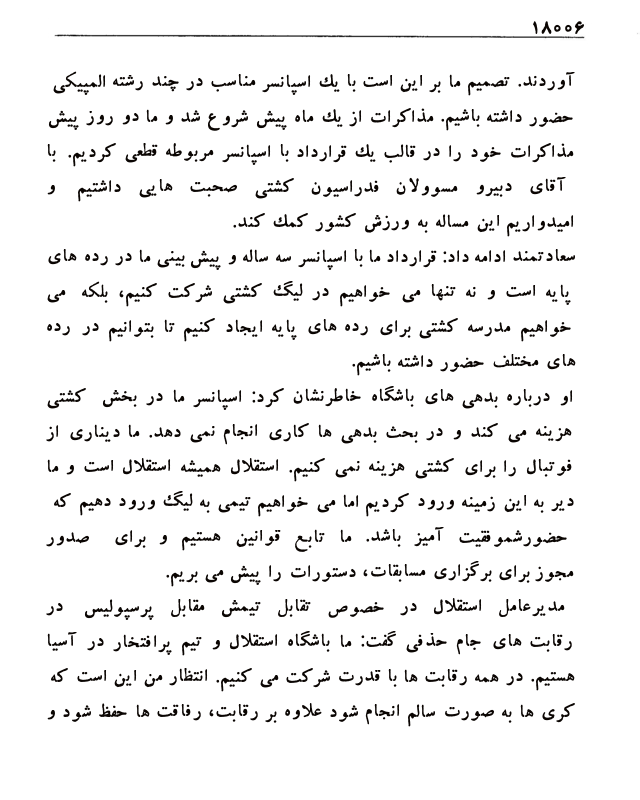 ۱۸۰۰۶
آوردند. تصمیم ما بر این است با یك اسپانسر مناسب در چند رشته المپیکی
حضور داشته باشیم. مذاکرات از یك ماه پیش شروع شد و ما دو روز پیش
مذاکرات خود را در قالب یك قرارداد با اسپانسر مربوطه قطعی کردیم. با
آقای دبیرو مسوولان فدراسیون کشتی صحبت هایی داشتیم و
امیدواریم این مساله به ورزش کشور کمك کند.
سعادتمند ادامه داد: قرارداد ما با اسپانسر سه ساله و پیش بینی ما در رده های
پایه است و نه تنها می خواهیم در لیگ کشتی شرکت کنیم، بلکه می
خواهیم مدرسه کشتی برای رده های پایه ایجاد کنیم تا بتوانیم در رده
های مختلف حضور داشته باشیم.
او درباره بدهی های باشگاه خاطرنشان کرد: اسپانسر ما در بخش کشتی
هزینه می کند و در بحث بدهی ها کاری انجام نمی دهد. ما دیناری از
فوتبال را برای کشتی هزینه نمی کنیم. استقلال همیشه استقلال است و ما
دیر به این زمینه ورود کردیم اما می خواهیم تیمی به لیگ ورود دهیم که
حضورشموفقیت آمیز باشد. ما تابع قوانین هستیم و برای صدور
مجوز برای برگزاری مسابقات، دستورات را پیش می بریم.
مدیرعامل استقلال در خصوص تقابل تیمش مقابل پرسپولیس در
رقابت های جام حذفی گفت: ما باشگاه استقلال و تیم پرافتخار در آسیا
هستیم. در همه رقابت ها با قدرت شرکت می کنیم. انتظار من این است که
کری ها به صورت سالم انجام شود علاوه بر رقابت، رفاقت ها حفظ شود و